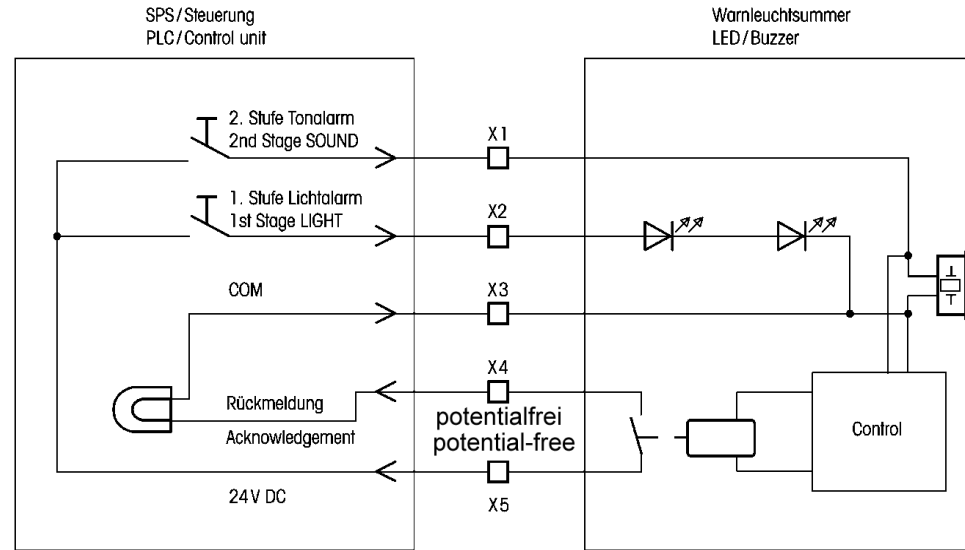 SPS/Steuerung
PLC/Control unit
Warnleuchtsummer
LED/Buzzer
2. Stufe Tonalarm
2nd Stage SOUND
X1
1. Stufe Lichtalarm
1st Stage LIGHT
X2
COM
X3
X4
Rückmeldung
Acknowledgement
potentialfrei
potential-free
Control
24V DC
X5